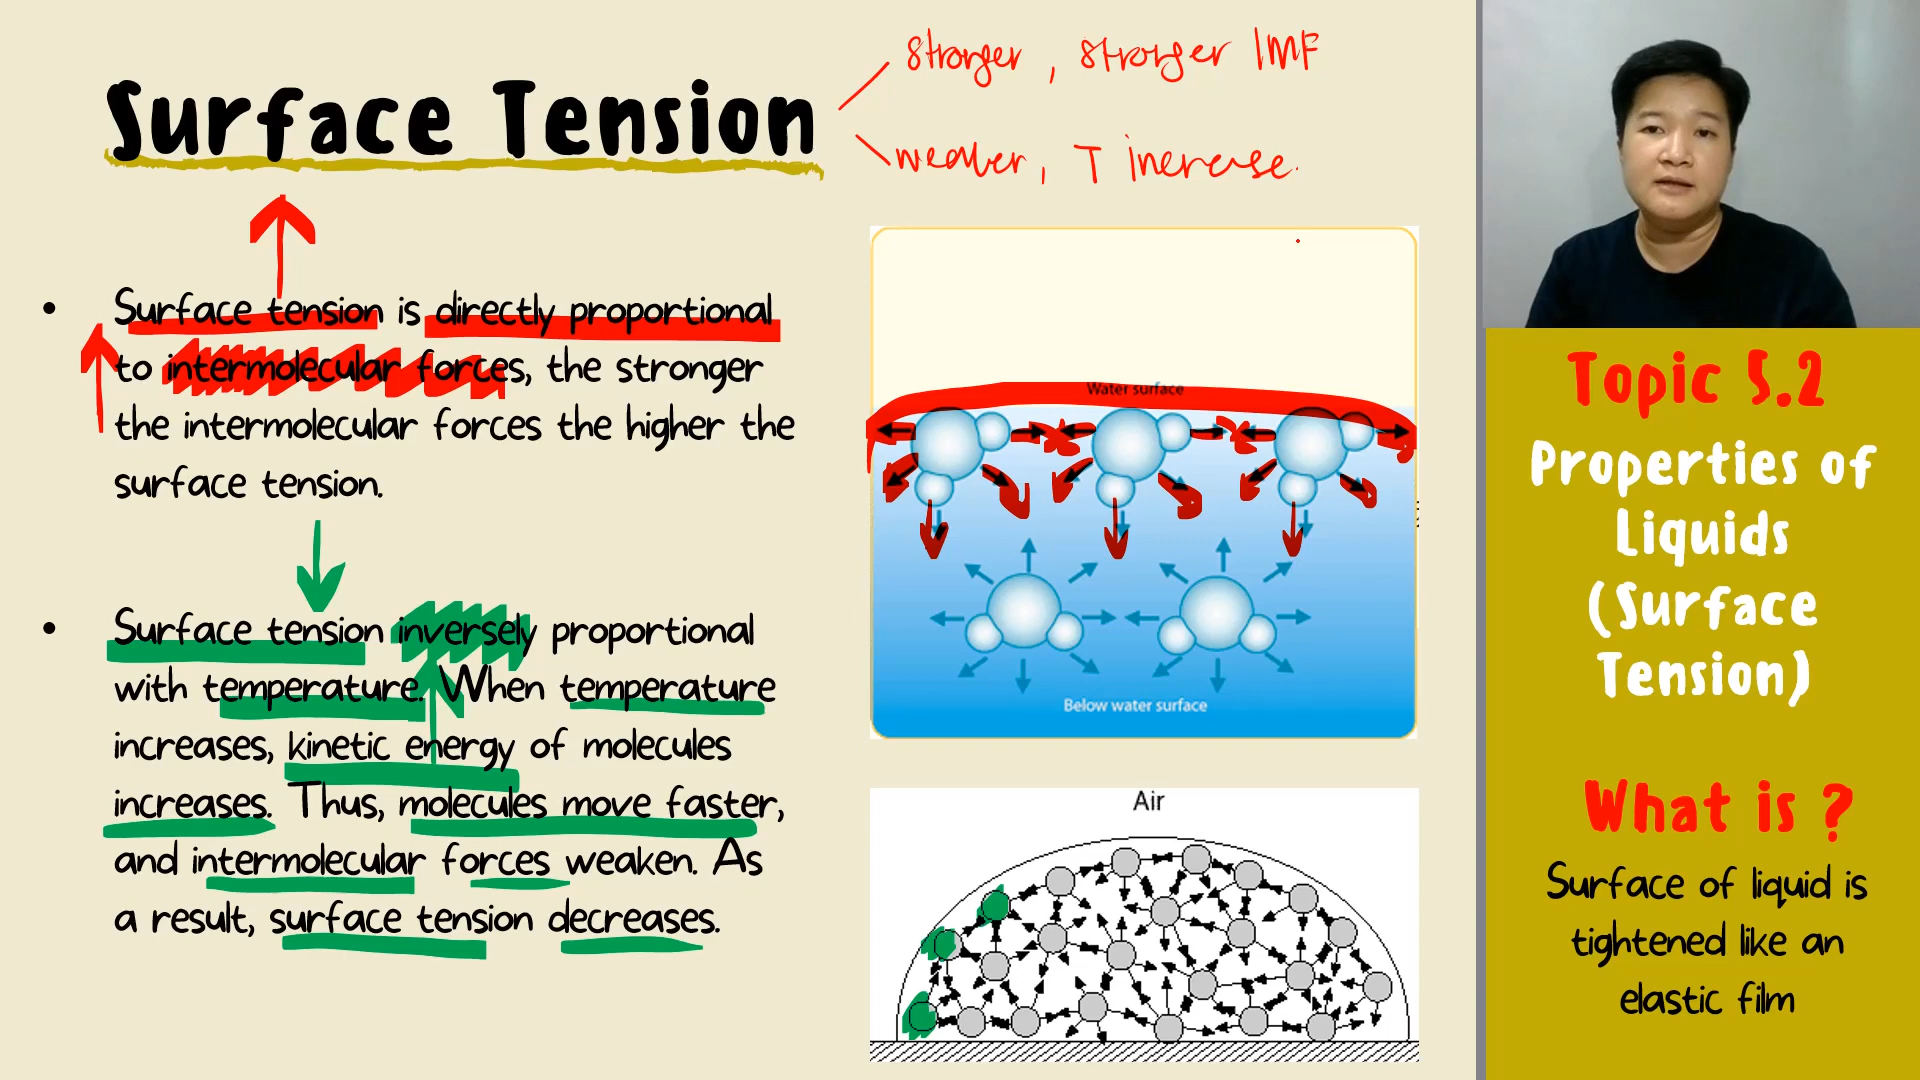 Surface Tension
stronger, stronger IMF
weaker, T increase.
• Surface tension is directly proportional
to intermolecular forces, the stronger
the intermolecular forces the higher the
surface tension.
• Surface tension inversely proportional
with temperature. When temperature
increases, kinetic energy of molecules
increases. Thus, molecules move faster,
and intermolecular forces weaken. As
a result, surface tension decreases.
Water surface
Below water surface
Air
Topic 5.2
Properties of
Liquids
(Surface
Tension)
What is ?
Surface of liquid is
tightened like an
elastic film